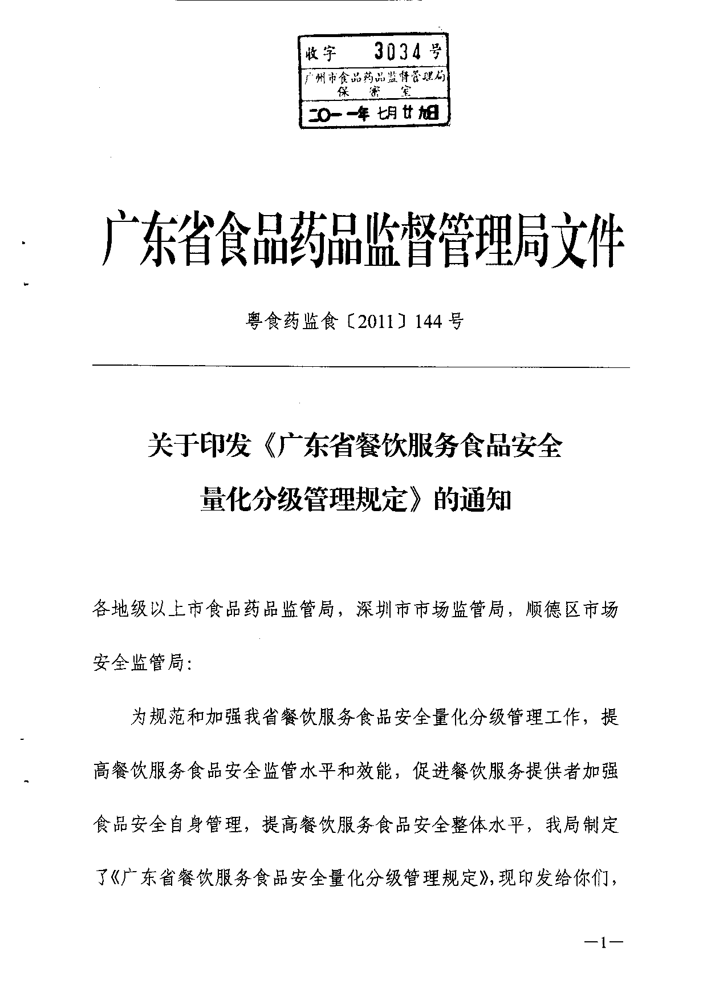 收字 3034 号
广州市食品药品监督管理局
保 密 室
二〇一一年 七月 廿九日
广东省食品药品监督管理局文件
粤食药监食〔2011〕144 号
关于印发《广东省餐饮服务食品安全
量化分级管理规定》的通知
各地级以上市食品药品监管局，深圳市市场监管局，顺德区市场
安全监管局：
为规范和加强我省餐饮服务食品安全量化分级管理工作，提
高餐饮服务食品安全监管水平和效能，促进餐饮服务提供者加强
食品安全自身管理，提高餐饮服务食品安全整体水平，我局制定
了《广东省餐饮服务食品安全量化分级管理规定》，现印发给你们，
—1—